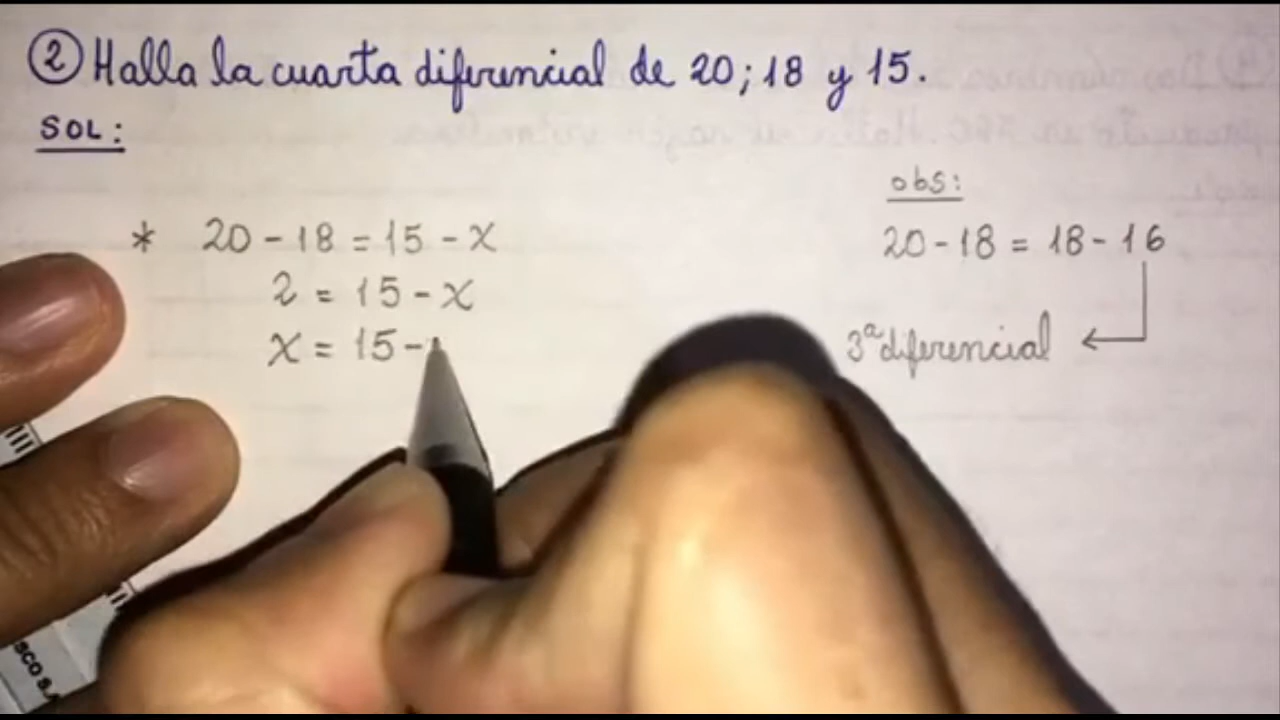 ② Halla la cuarta diferencial de 20; 18 y 15.
SOL:
* 20 - 18 = 15 - x
2 = 15 - x
x = 15 -
obs:
20 - 18 = 18 - 16
3ª diferencial
SCO S.A